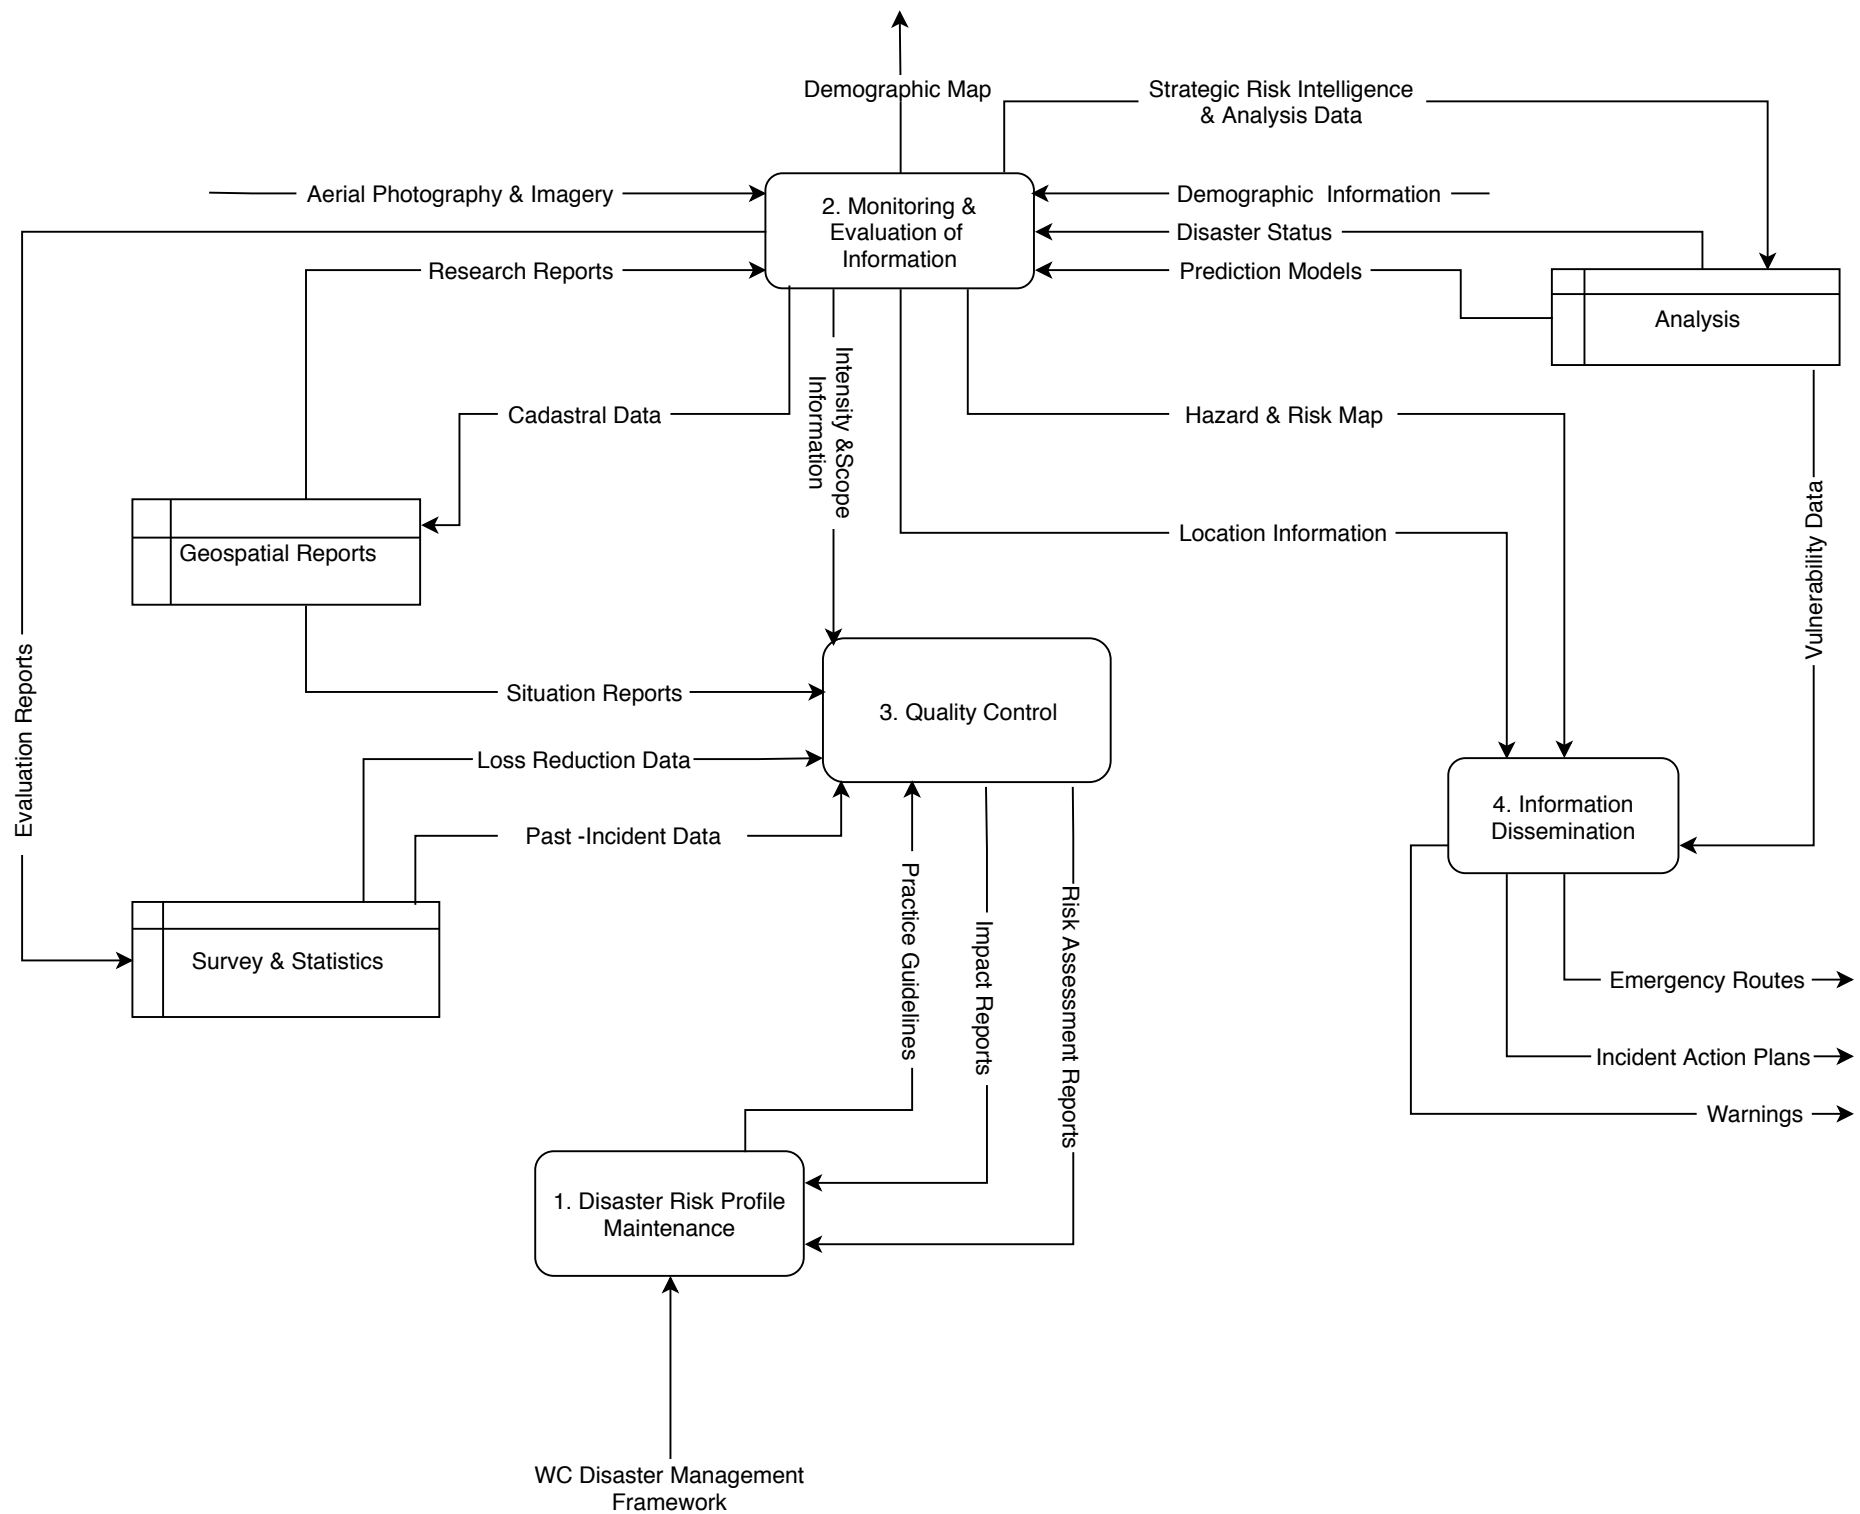 Demographic Map
Strategic Risk Intelligence
& Analysis Data
Aerial Photography & Imagery
2. Monitoring &
Evaluation of
Information
Demographic  Information
Disaster Status
Research Reports
Prediction Models
Analysis
Intensity &Scope
Information
Cadastral Data
Hazard & Risk Map
Geospatial Reports
Location Information
Vulnerability Data
Evaluation Reports
Situation Reports
3. Quality Control
Loss Reduction Data
Past -Incident Data
4. Information
Dissemination
Practice Guidelines
Impact Reports
Risk Assessment Reports
Survey & Statistics
Emergency Routes
Incident Action Plans
Warnings
1. Disaster Risk Profile
Maintenance
WC Disaster Management
Framework